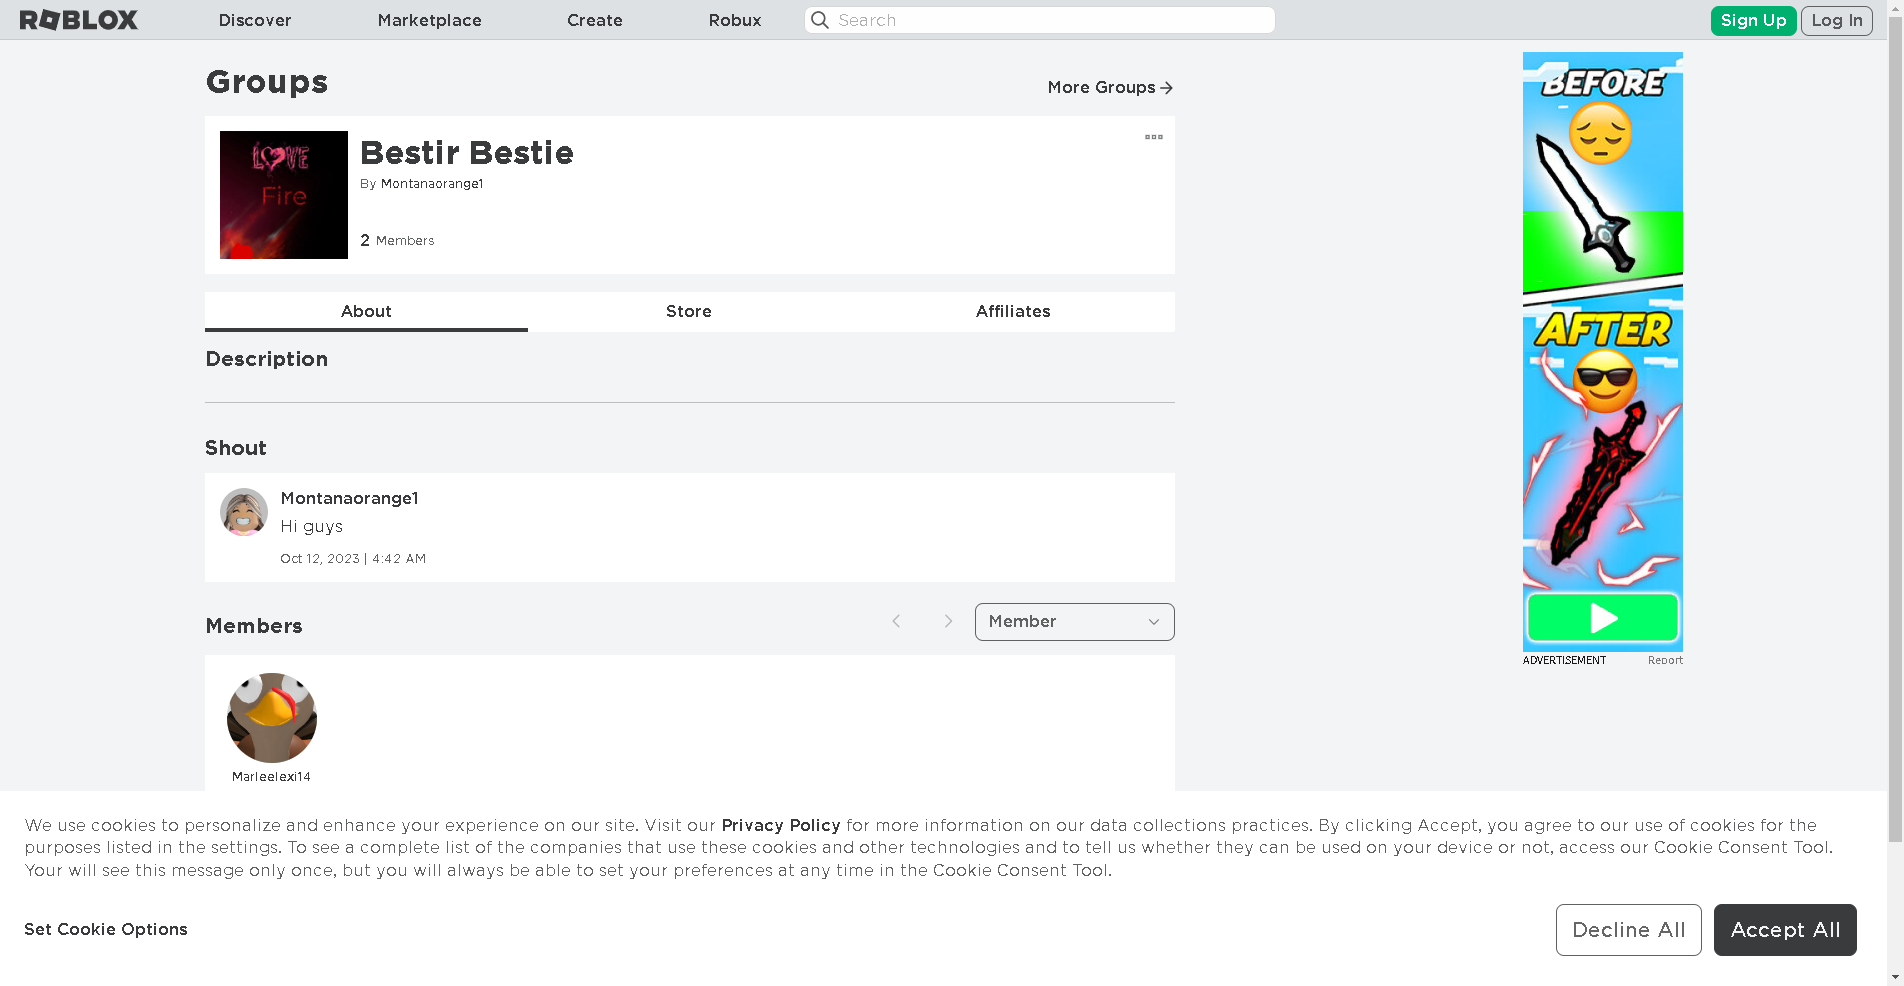 ROBLOX
Discover
Marketplace
Create
Robux
Search
Sign Up
Log In
Groups
More Groups
LOVE
Fire
Bestir Bestie
By Montanaorange1
2 Members
About
Store
Affiliates
Description
Shout
Montanaorange1
Hi guys
Oct 12, 2023 | 4:42 AM
Members
Member
Marleelexi14
BEFORE
AFTER
ADVERTISEMENT
Report
We use cookies to personalize and enhance your experience on our site. Visit our Privacy Policy for more information on our data collections practices. By clicking Accept, you agree to our use of cookies for the
purposes listed in the settings. To see a complete list of the companies that use these cookies and other technologies and to tell us whether they can be used on your device or not, access our Cookie Consent Tool.
Your will see this message only once, but you will always be able to set your preferences at any time in the Cookie Consent Tool.
Set Cookie Options
Decline All
Accept All